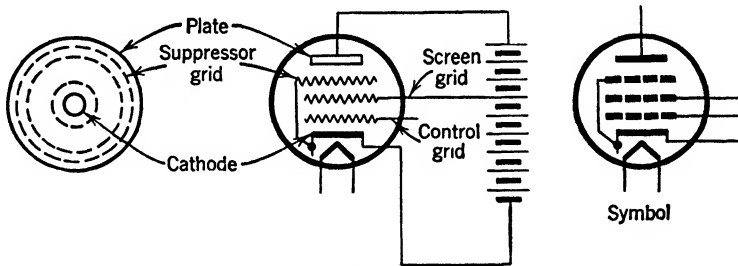 Plate
Suppressor
grid
Screen
grid
Control
grid
Cathode
Symbol